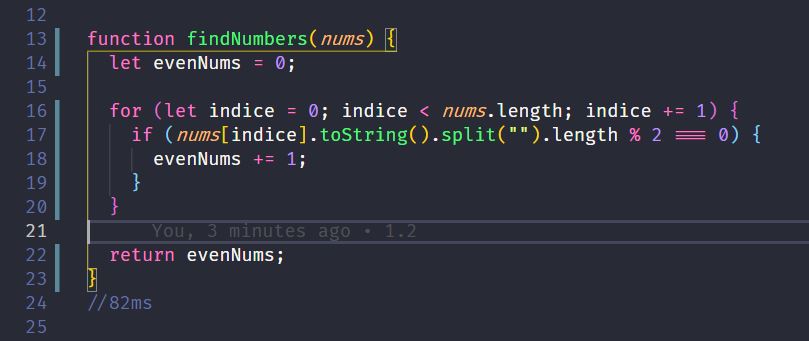 12
13 function findNumbers(nums) {
14 let evenNums = 0;
15
16 for (let indice = 0; indice < nums.length; indice += 1) {
17 if (nums[indice].toString().split("").length % 2 === 0) {
18 evenNums += 1;
19 }
20 }
21 You, 3 minutes ago • 1.2
22 return evenNums;
23 }
24 //82ms
25